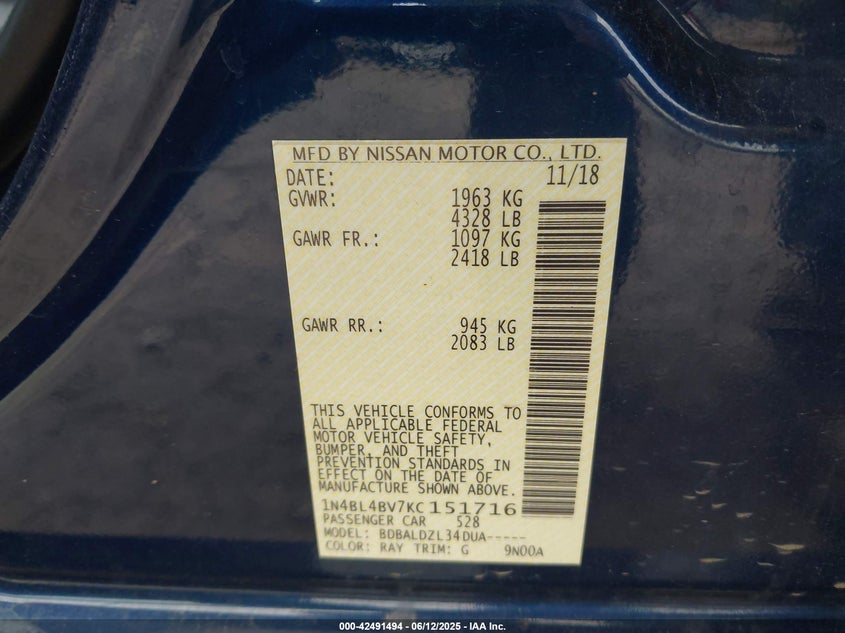 MFD BY NISSAN MOTOR CO., LTD.
DATE: 11/18
GVWR: 1963 KG
4328 LB
GAWR FR.: 1097 KG
2418 LB
GAWR RR.: 945 KG
2083 LB
THIS VEHICLE CONFORMS TO
ALL APPLICABLE FEDERAL
MOTOR VEHICLE SAFETY,
BUMPER, AND THEFT
PREVENTION STANDARDS IN
EFFECT ON THE DATE OF
MANUFACTURE SHOWN ABOVE.
1N4BL4BV7KC151716
PASSENGER CAR 528
MODEL: BDBALDZL34DUA-----
COLOR: RAY TRIM: G 9N00A
000-42491494 | 06/12/2025 - IAA Inc.